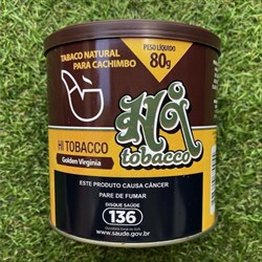 TABACO NATURAL
PARA CACHIMBO
PESO LÍQUIDO
80g
Hi
tobacco
HI TOBACCO
Golden Virginia
ESTE PRODUTO CAUSA CÂNCER
PARE DE FUMAR
DISQUE SAÚDE
136
www.saude.gov.br